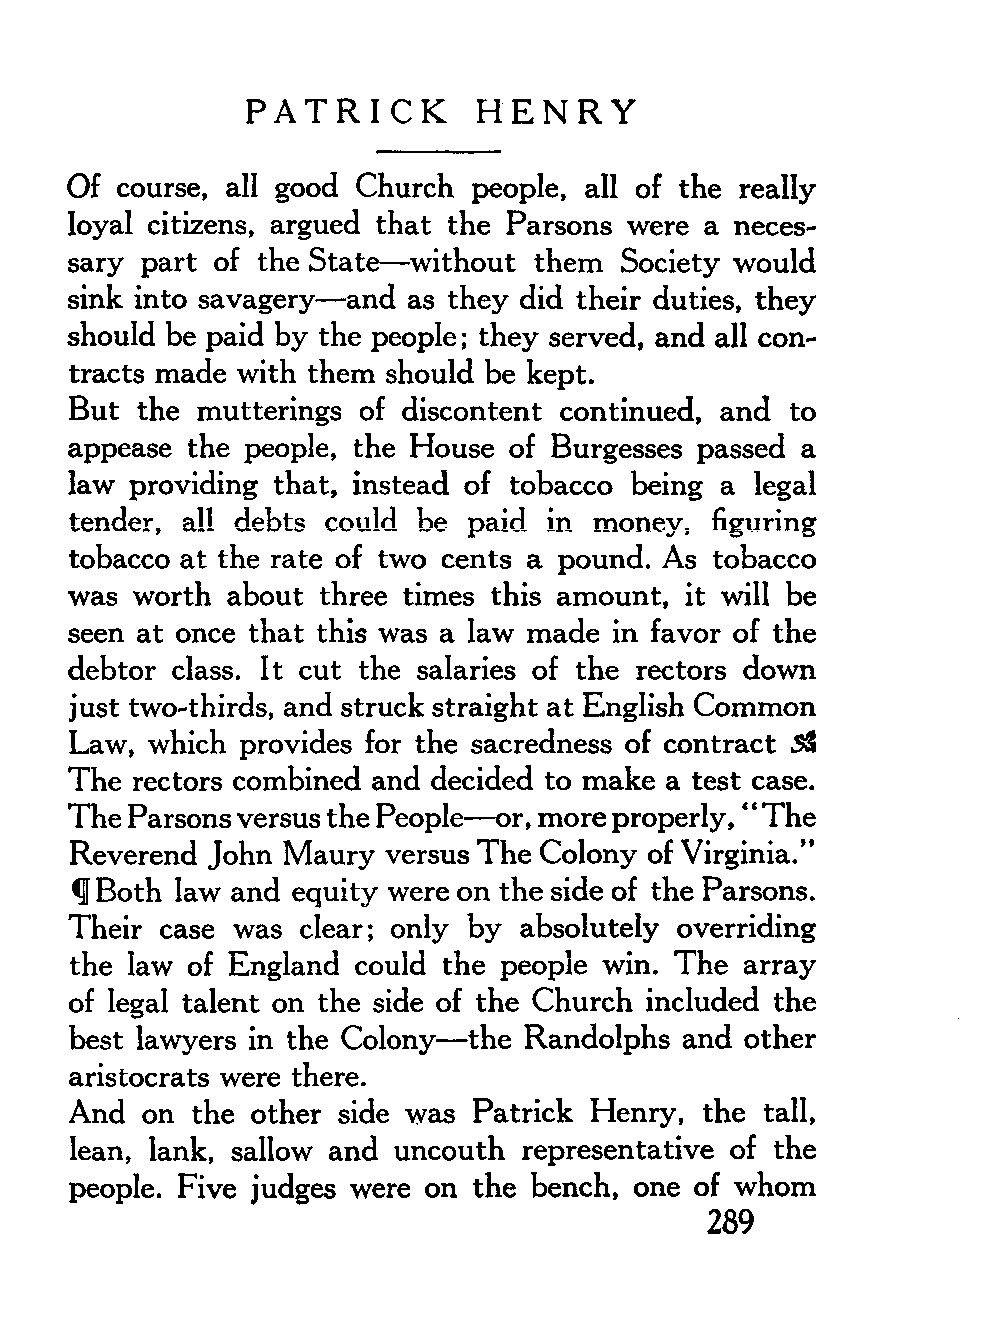 PATRICK HENRY
Of course, all good Church people, all of the really
loyal citizens, argued that the Parsons were a neces-
sary part of the State—without them Society would
sink into savagery—and as they did their duties, they
should be paid by the people; they served, and all con-
tracts made with them should be kept.
But the mutterings of discontent continued, and to
appease the people, the House of Burgesses passed a
law providing that, instead of tobacco being a legal
tender, all debts could be paid in money, figuring
tobacco at the rate of two cents a pound. As tobacco
was worth about three times this amount, it will be
seen at once that this was a law made in favor of the
debtor class. It cut the salaries of the rectors down
just two-thirds, and struck straight at English Common
Law, which provides for the sacredness of contract
The rectors combined and decided to make a test case.
The Parsons versus the People—or, more properly, “The
Reverend John Maury versus The Colony of Virginia.”
¶ Both law and equity were on the side of the Parsons.
Their case was clear; only by absolutely overriding
the law of England could the people win. The array
of legal talent on the side of the Church included the
best lawyers in the Colony—the Randolphs and other
aristocrats were there.
And on the other side was Patrick Henry, the tall,
lean, lank, sallow and uncouth representative of the
people. Five judges were on the bench, one of whom
289